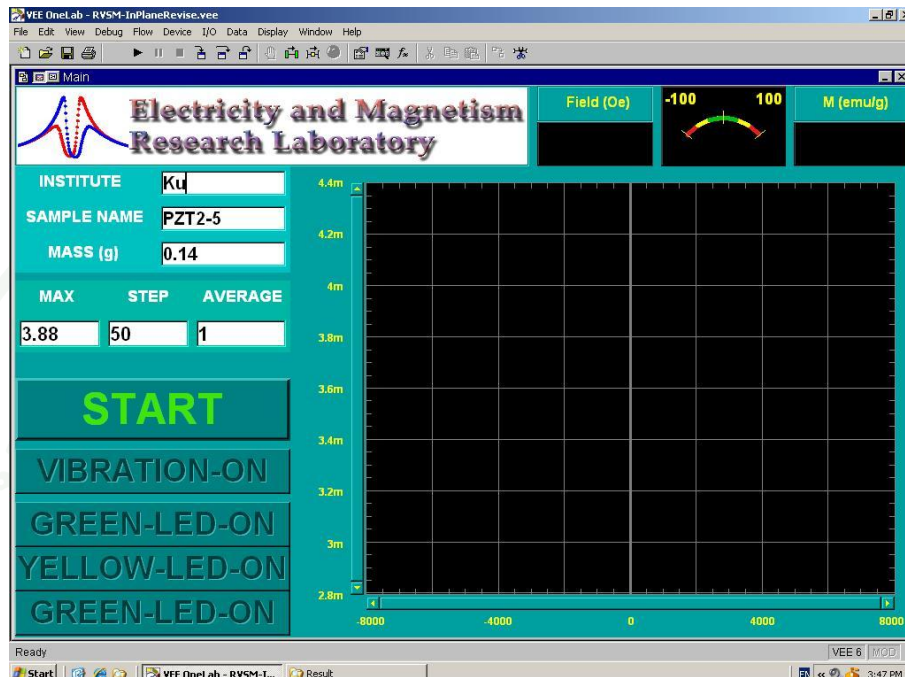 VEE OneLab - RVSM-InPlaneRevise.vee
File Edit View Debug Flow Device I/O Data Display Window Help
Main
Electricity and Magnetism
Research Laboratory
Field (Oe)
-100 100
M (emu/g)
INSTITUTE Ku
SAMPLE NAME PZT2-5
MASS (g) 0.14
MAX STEP AVERAGE
3.88 50 1
START
VIBRATION-ON
GREEN-LED-ON
YELLOW-LED-ON
GREEN-LED-ON
4.4m
4.2m
4m
3.8m
3.6m
3.4m
3.2m
3m
2.8m
-8000 -4000 0 4000 8000
Ready VEE 6 MOD
Start VEE OneLab - RVSM-I... Result EN « 3:47 PM